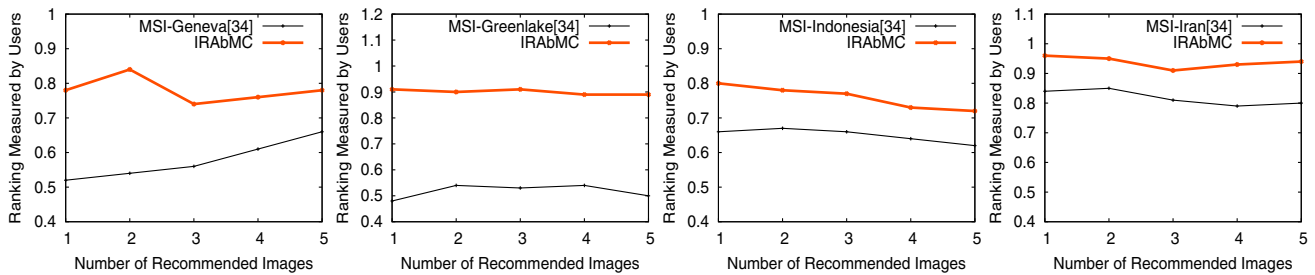 Ranking Measured by Users
1
0.9
0.8
0.7
0.6
0.5
0.4
MSI-Geneva[34]
IRAbMC
1 2 3 4 5
Number of Recommended Images
Ranking Measured by Users
1.2
1.1
1
0.9
0.8
0.7
0.6
0.5
0.4
MSI-Greenlake[34]
IRAbMC
1 2 3 4 5
Number of Recommended Images
Ranking Measured by Users
1
0.9
0.8
0.7
0.6
0.5
0.4
MSI-Indonesia[34]
IRAbMC
1 2 3 4 5
Number of Recommended Images
Ranking Measured by Users
1.1
1
0.9
0.8
0.7
0.6
0.5
0.4
MSI-Iran[34]
IRAbMC
1 2 3 4 5
Number of Recommended Images